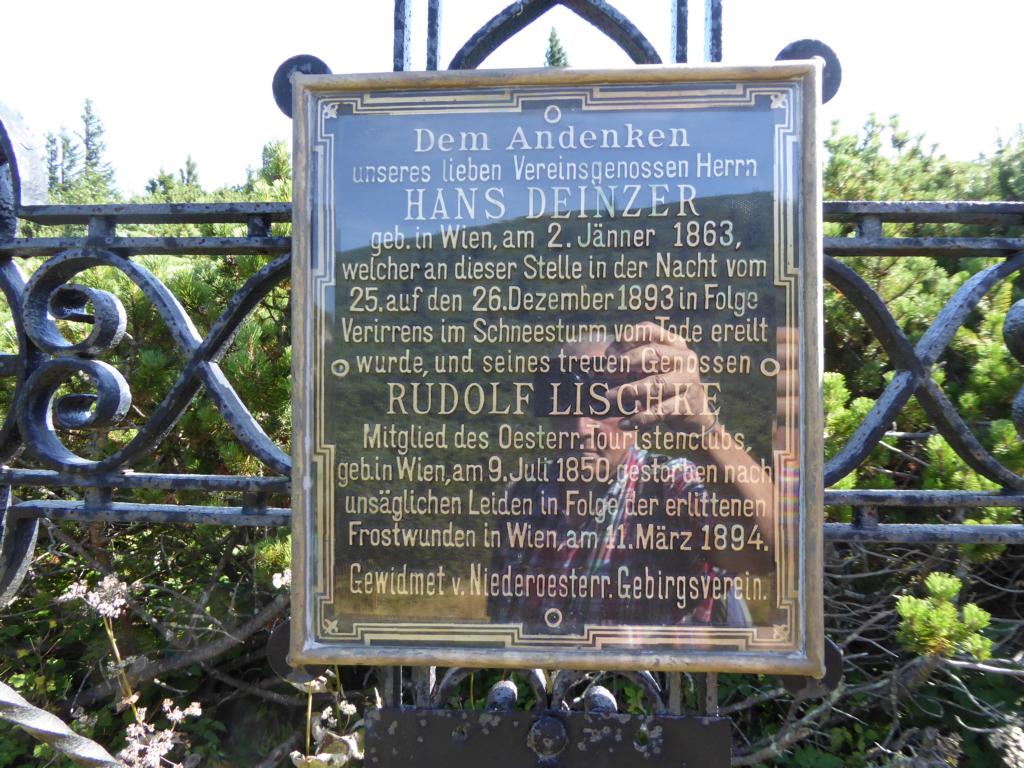 Dem Andenken
unseres lieben Vereinsgenossen Herrn
HANS DEINZER
geb. in Wien, am 2. Jänner 1863,
welcher an dieser Stelle in der Nacht vom
25. auf den 26. Dezember 1893 in Folge
Verirrens im Schneesturm vom Tode ereilt
wurde, und seines treuen Genossen
RUDOLF LISCHKE
Mitglied des Oesterr. Touristenclubs,
geb. in Wien, am 9. Juli 1850, gestorben nach
unsäglichen Leiden in Folge der erlittenen
Frostwunden in Wien, am 11. März 1894.
Gewidmet v. Niederoesterr. Gebirgsverein.